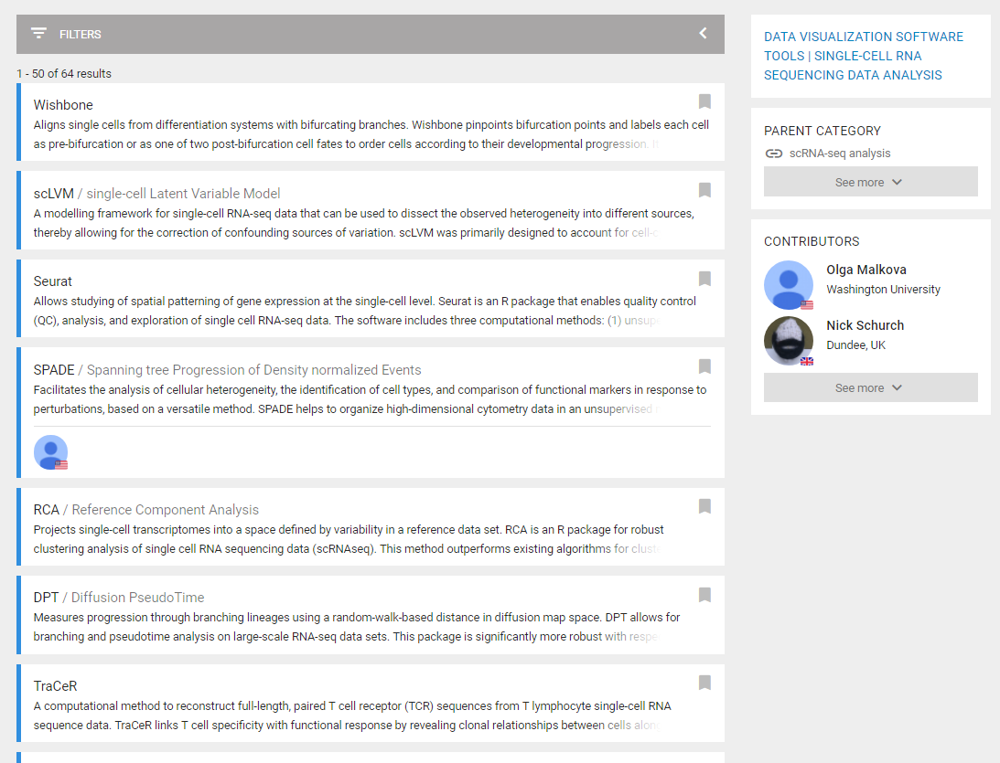 FILTERS
1 - 50 of 64 results
Wishbone
Aligns single cells from differentiation systems with bifurcating branches. Wishbone pinpoints bifurcation points and labels each cell
as pre-bifurcation or as one of two post-bifurcation cell fates to order cells according to their developmental progression.
scLVM / single-cell Latent Variable Model
A modelling framework for single-cell RNA-seq data that can be used to dissect the observed heterogeneity into different sources,
thereby allowing for the correction of confounding sources of variation. scLVM was primarily designed to account for cell-
Seurat
Allows studying of spatial patterning of gene expression at the single-cell level. Seurat is an R package that enables quality control
(QC), analysis, and exploration of single cell RNA-seq data. The software includes three computational methods: (1) unsup
SPADE / Spanning tree Progression of Density normalized Events
Facilitates the analysis of cellular heterogeneity, the identification of cell types, and comparison of functional markers in response to
perturbations, based on a versatile method. SPADE helps to organize high-dimensional cytometry data in an unsupervised
RCA / Reference Component Analysis
Projects single-cell transcriptomes into a space defined by variability in a reference data set. RCA is an R package for robust
clustering analysis of single cell RNA sequencing data (scRNAseq). This method outperforms existing algorithms for clust
DPT / Diffusion PseudoTime
Measures progression through branching lineages using a random-walk-based distance in diffusion map space. DPT allows for
branching and pseudotime analysis on large-scale RNA-seq data sets. This package is significantly more robust with respe
TraCeR
A computational method to reconstruct full-length, paired T cell receptor (TCR) sequences from T lymphocyte single-cell RNA
sequence data. TraCeR links T cell specificity with functional response by revealing clonal relationships between cells alon
DATA VISUALIZATION SOFTWARE
TOOLS | SINGLE-CELL RNA
SEQUENCING DATA ANALYSIS
PARENT CATEGORY
scRNA-seq analysis
See more
CONTRIBUTORS
Olga Malkova
Washington University
Nick Schurch
Dundee, UK
See more